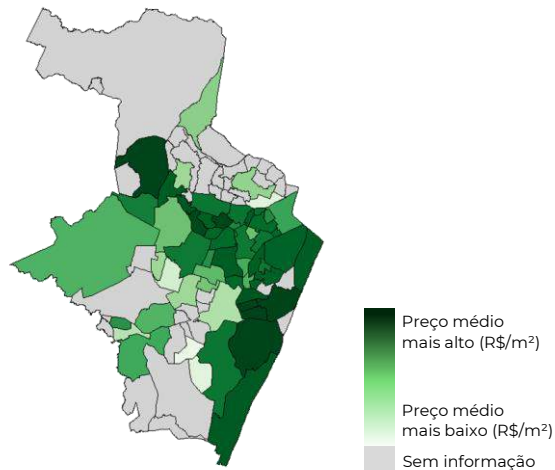 Preço médio
mais alto (R$/m²)
Preço médio
mais baixo (R$/m²)
Sem informação